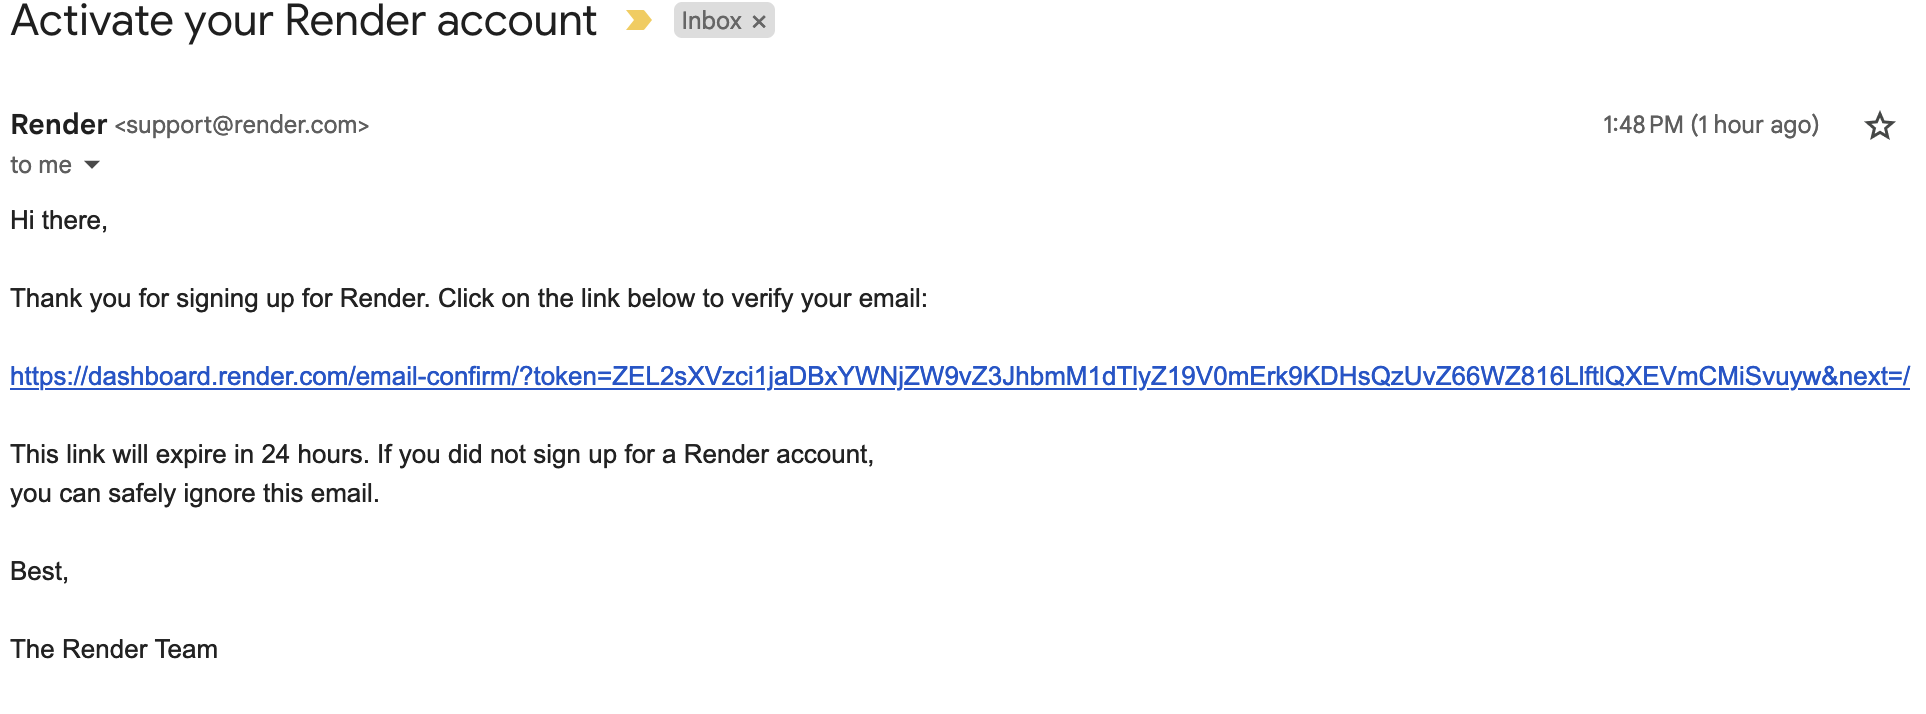 Activate your Render account Inbox ×
Render <support@render.com> 1:48 PM (1 hour ago)
to me
Hi there,
Thank you for signing up for Render. Click on the link below to verify your email:
https://dashboard.render.com/email-confirm/?token=ZEL2sXVzci1jaDBxYWNjZW9vZ3JhbmM1dTlyZ19V0mErk9KDHsQzUvZ66WZ816LlftlQXEVmCMiSvuyw&next=/
This link will expire in 24 hours. If you did not sign up for a Render account,
you can safely ignore this email.
Best,
The Render Team